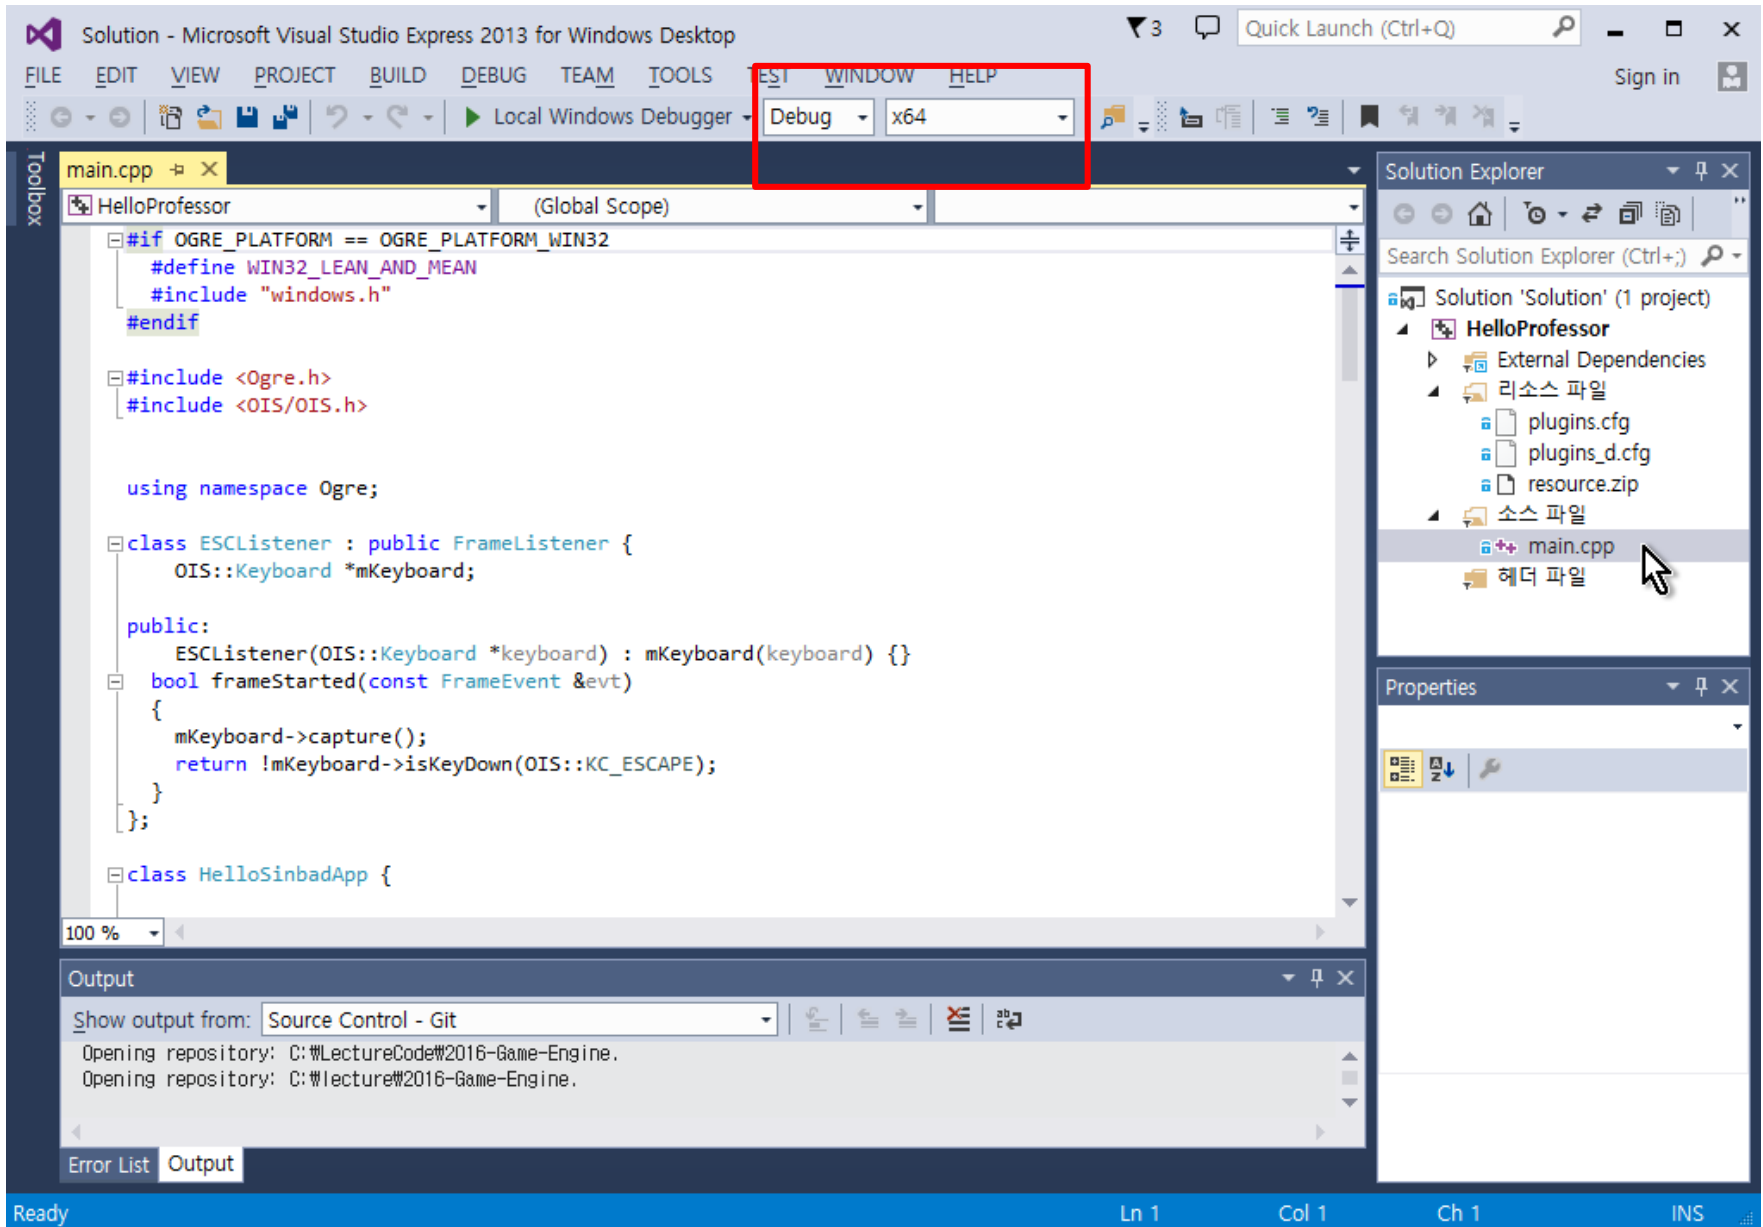 Solution - Microsoft Visual Studio Express 2013 for Windows Desktop
3
Quick Launch (Ctrl+Q)
FILE EDIT VIEW PROJECT BUILD DEBUG TEAM TOOLS TEST WINDOW HELP
Sign in
Local Windows Debugger
Debug
x64
Toolbox
main.cpp
HelloProfessor
(Global Scope)
#if OGRE_PLATFORM == OGRE_PLATFORM_WIN32
#define WIN32_LEAN_AND_MEAN
#include "windows.h"
#endif
#include <Ogre.h>
#include <OIS/OIS.h>
using namespace Ogre;
class ESCListener : public FrameListener {
OIS::Keyboard *mKeyboard;
public:
ESCListener(OIS::Keyboard *keyboard) : mKeyboard(keyboard) {}
bool frameStarted(const FrameEvent &evt)
{
mKeyboard->capture();
return !mKeyboard->isKeyDown(OIS::KC_ESCAPE);
}
};
class HelloSinbadApp {
100 %
Output
Show output from: Source Control - Git
Opening repository: C:₩LectureCode₩2016-Game-Engine.
Opening repository: C:₩lecture₩2016-Game-Engine.
Error List
Output
Solution Explorer
Search Solution Explorer (Ctrl+;)
Solution 'Solution' (1 project)
HelloProfessor
External Dependencies
리소스 파일
plugins.cfg
plugins_d.cfg
resource.zip
소스 파일
main.cpp
헤더 파일
Properties
Ready
Ln 1
Col 1
Ch 1
INS